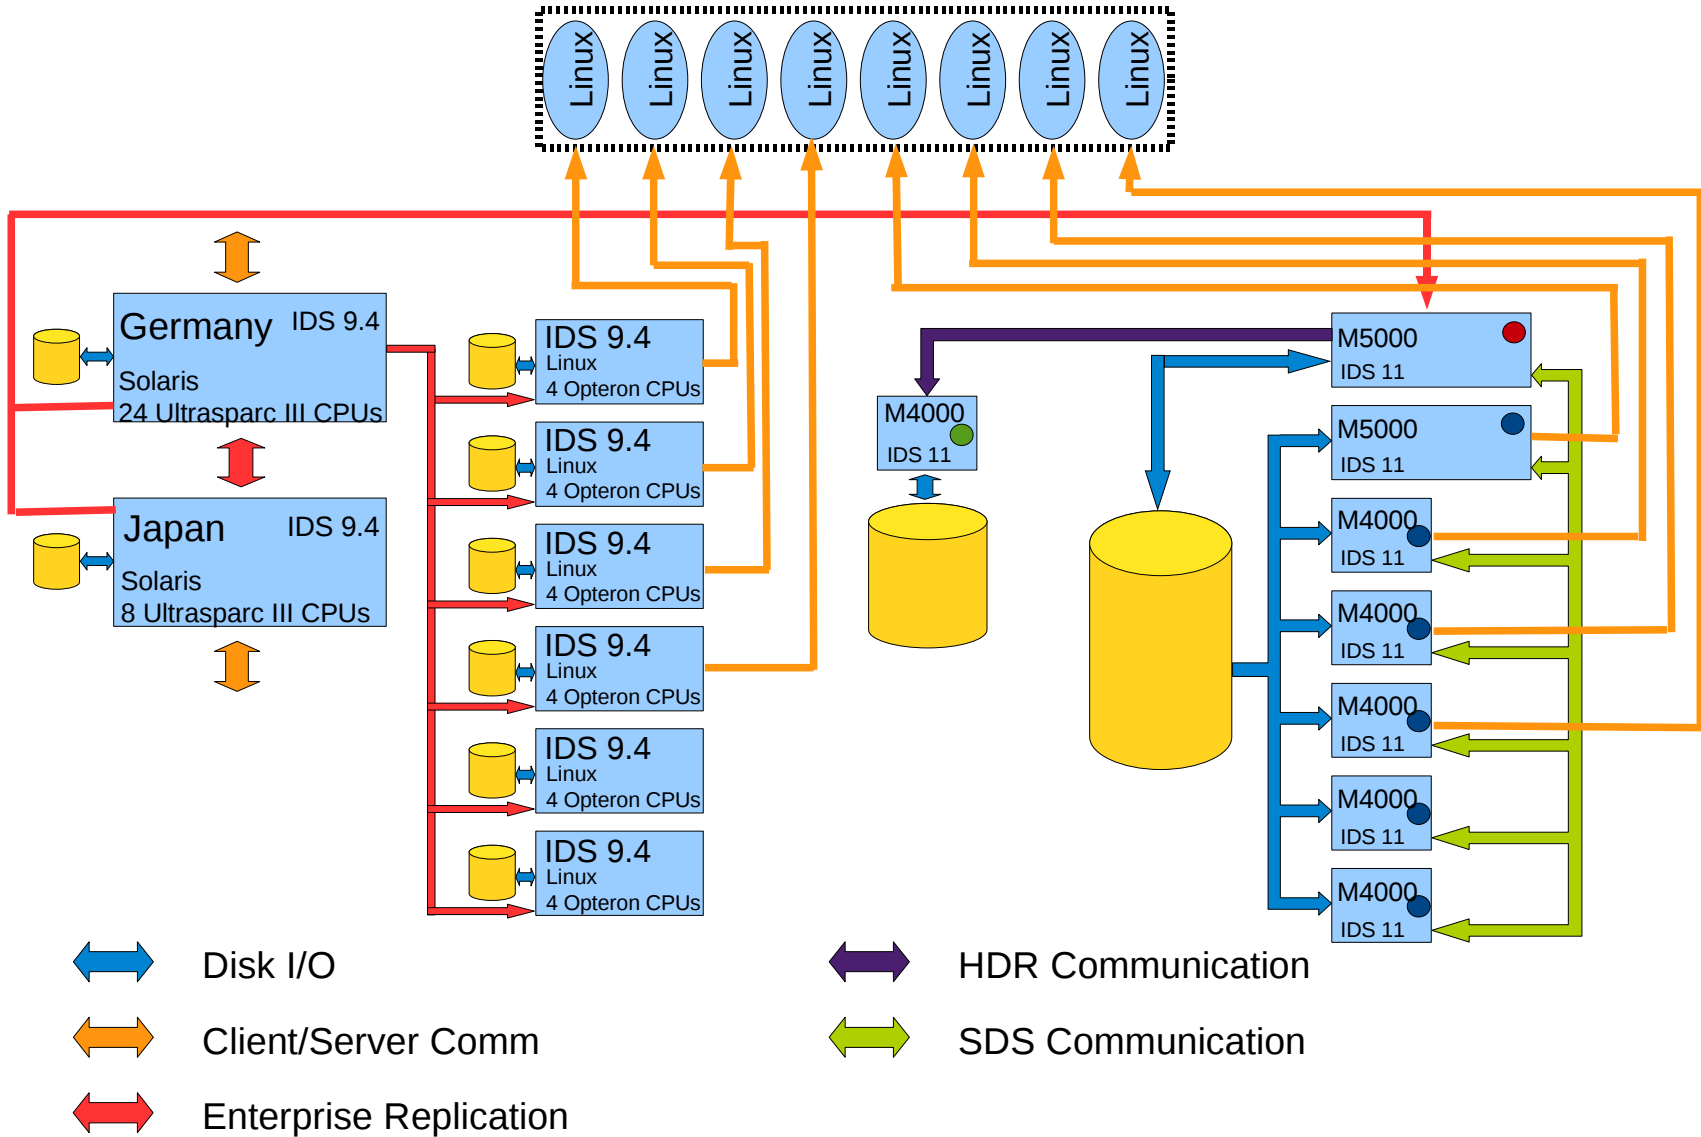 Linux
Linux
Linux
Linux
Linux
Linux
Linux
Linux
Germany IDS 9.4
Solaris
24 Ultrasparc III CPUs
Japan IDS 9.4
Solaris
8 Ultrasparc III CPUs
IDS 9.4
Linux
4 Opteron CPUs
IDS 9.4
Linux
4 Opteron CPUs
IDS 9.4
Linux
4 Opteron CPUs
IDS 9.4
Linux
4 Opteron CPUs
IDS 9.4
Linux
4 Opteron CPUs
IDS 9.4
Linux
4 Opteron CPUs
M4000
IDS 11
M5000
IDS 11
M5000
IDS 11
M4000
IDS 11
M4000
IDS 11
M4000
IDS 11
M4000
IDS 11
M4000
IDS 11
Disk I/O
Client/Server Comm
Enterprise Replication
HDR Communication
SDS Communication